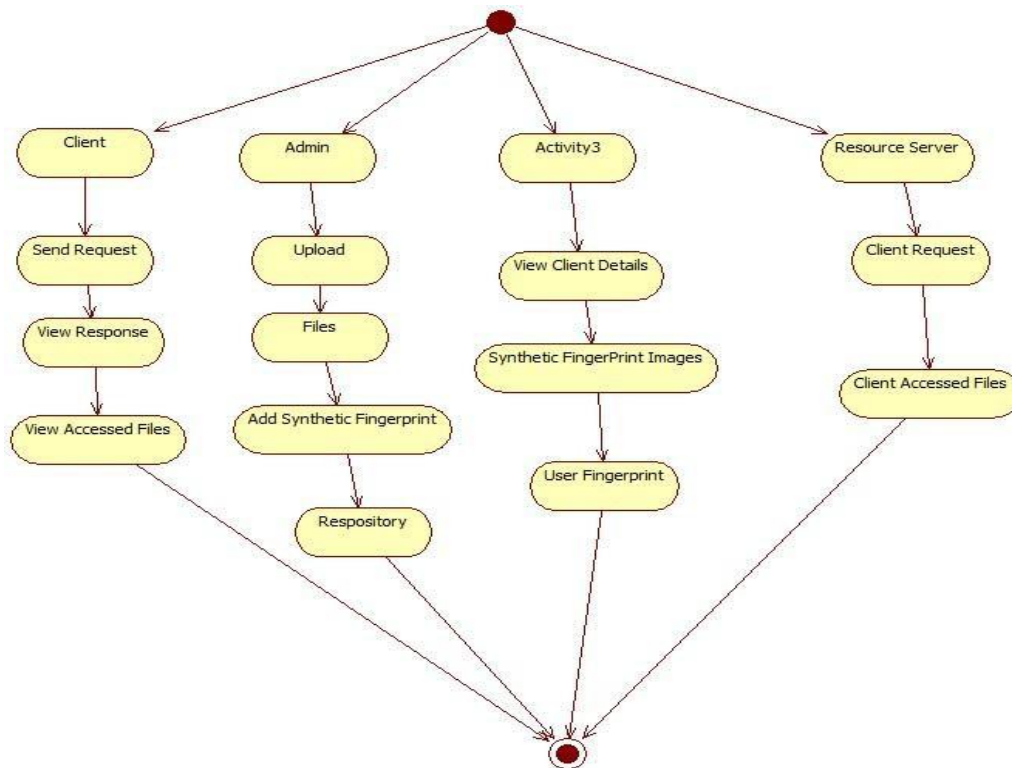 Client
Admin
Activity3
Resource Server
Send Request
Upload
View Client Details
Client Request
View Response
Files
Synthetic FingerPrint Images
Client Accessed Files
View Accessed Files
Add Synthetic Fingerprint
User Fingerprint
Respository